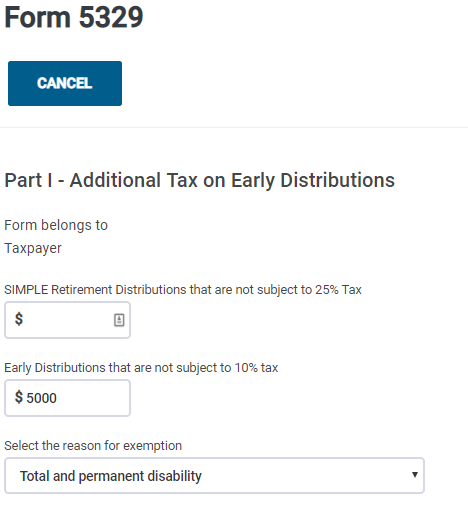 Form 5329
CANCEL
Part I - Additional Tax on Early Distributions
Form belongs to
Taxpayer
SIMPLE Retirement Distributions that are not subject to 25% Tax
$
Early Distributions that are not subject to 10% tax
$ 5000
Select the reason for exemption
Total and permanent disability